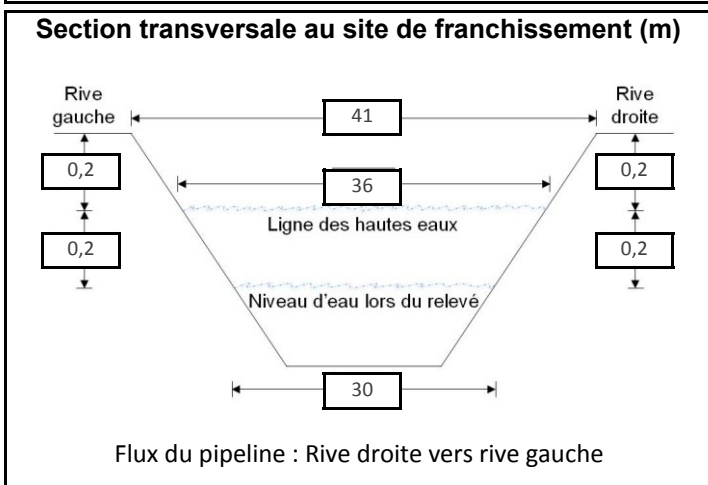 Section transversale au site de franchissement (m)
Rive
gauche
41
Rive
droite
0,2
36
0,2
Ligne des hautes eaux
0,2
0,2
Niveau d'eau lors du relevé
30
Flux du pipeline : Rive droite vers rive gauche